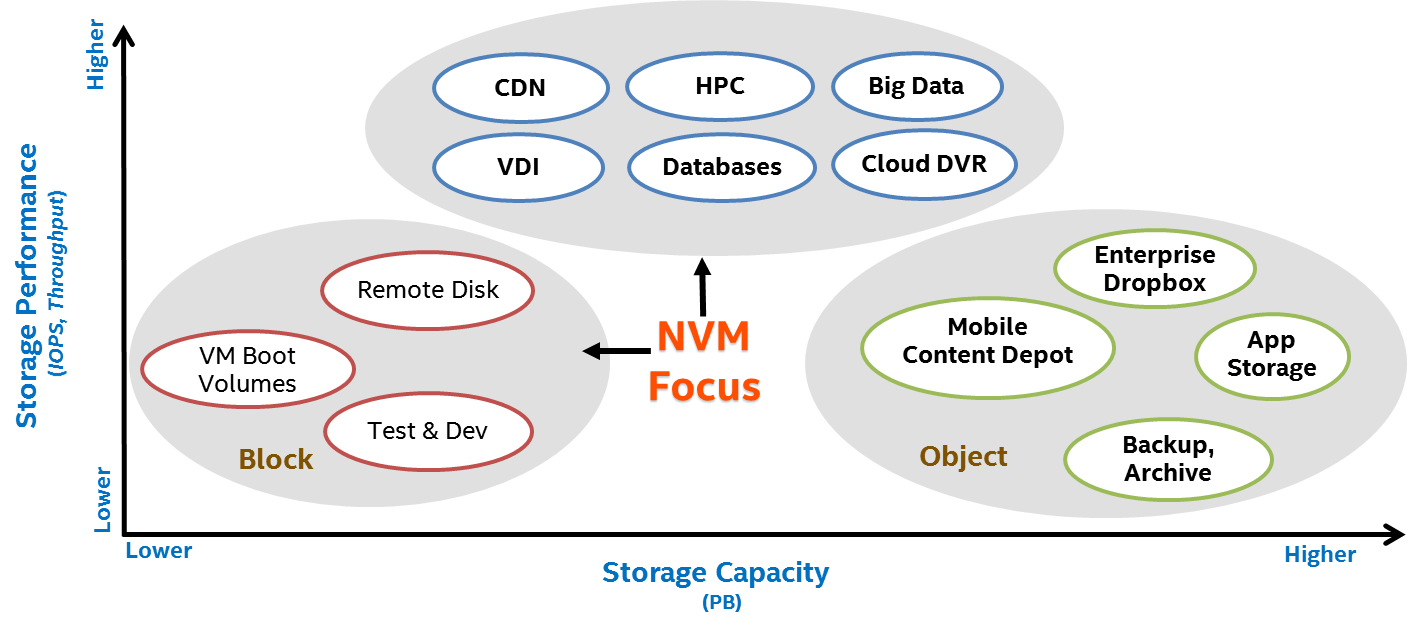 Higher
Storage Performance
(IOPS, Throughput)
Lower
CDN
HPC
Big Data
VDI
Databases
Cloud DVR
Remote Disk
VM Boot
Volumes
Test & Dev
Block
NVM
Focus
Enterprise
Dropbox
Mobile
Content Depot
App
Storage
Backup,
Archive
Object
Lower
Storage Capacity
(PB)
Higher